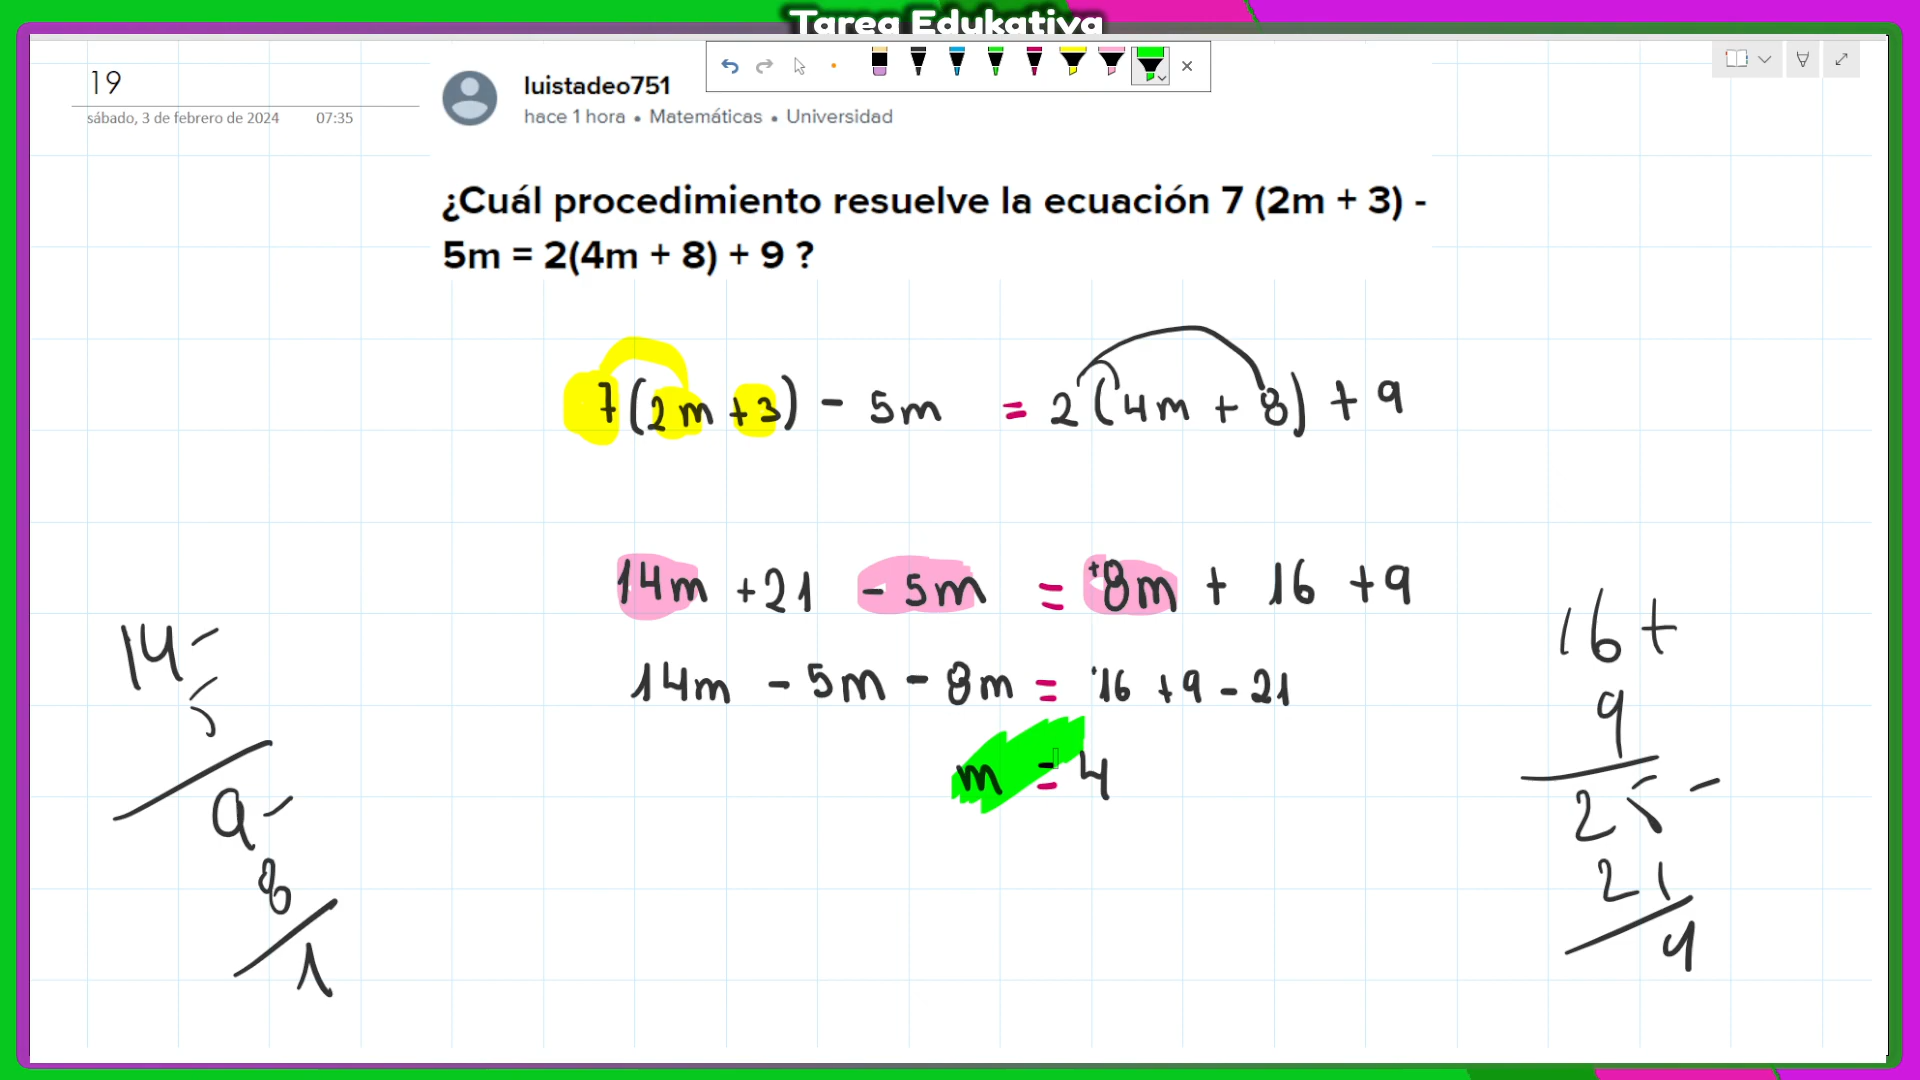 Tarea Edukativa
19
sábado, 3 de febrero de 2024 07:35
luistadeo751
hace 1 hora • Matemáticas • Universidad
¿Cuál procedimiento resuelve la ecuación 7 (2m + 3) -
5m = 2(4m + 8) + 9 ?
7(2m +3) - 5m = 2(4m + 8) + 9
14m +21 - 5m = +8m + 16 +9
14m - 5m - 8m = 16 +9 - 21
m = 4
14 -
5
9 -
8
1
16 +
9
25 -
21
4